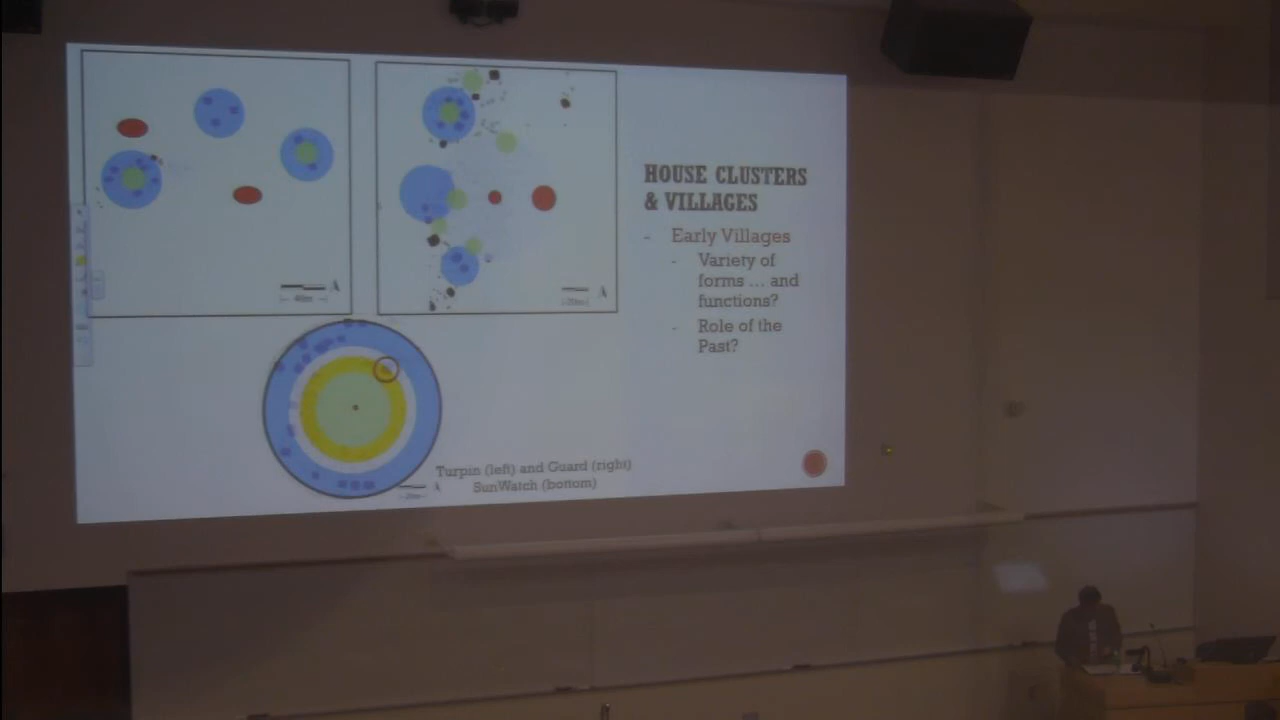 HOUSE CLUSTERS
& VILLAGES
- Early Villages
- Variety of
forms ... and
functions?
- Role of the
Past?
Turpin (left) and Guard (right)
SunWatch (bottom)